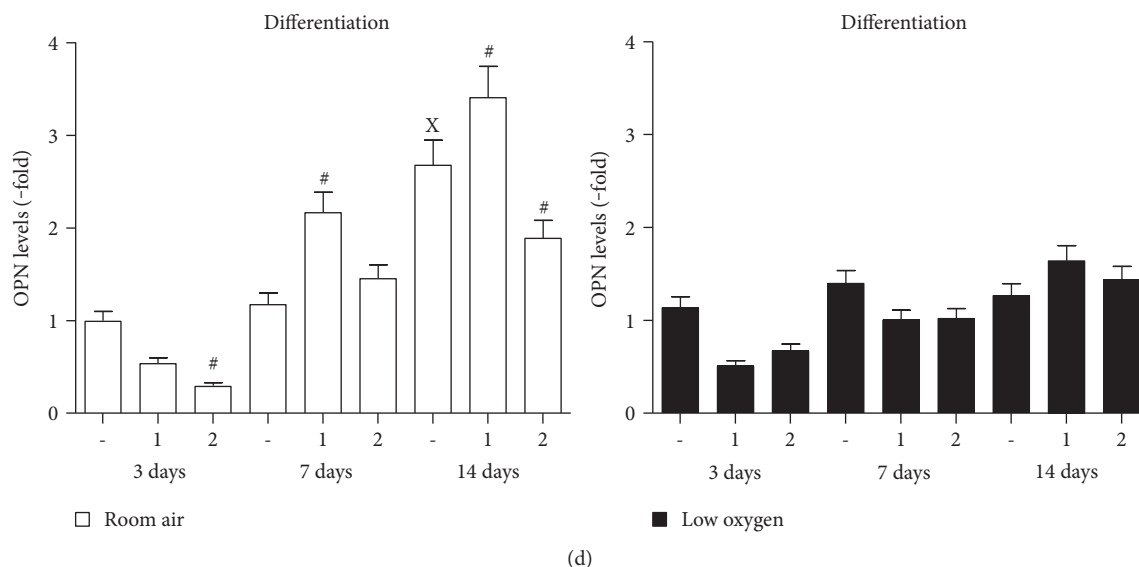 Differentiation
4
3
2
1
0
OPN levels (-fold)
#
#
X
#
#
- 1 2 - 1 2 - 1 2
3 days 7 days 14 days
Room air
Differentiation
4
3
2
1
0
OPN levels (-fold)
- 1 2 - 1 2 - 1 2
3 days 7 days 14 days
Low oxygen
(d)